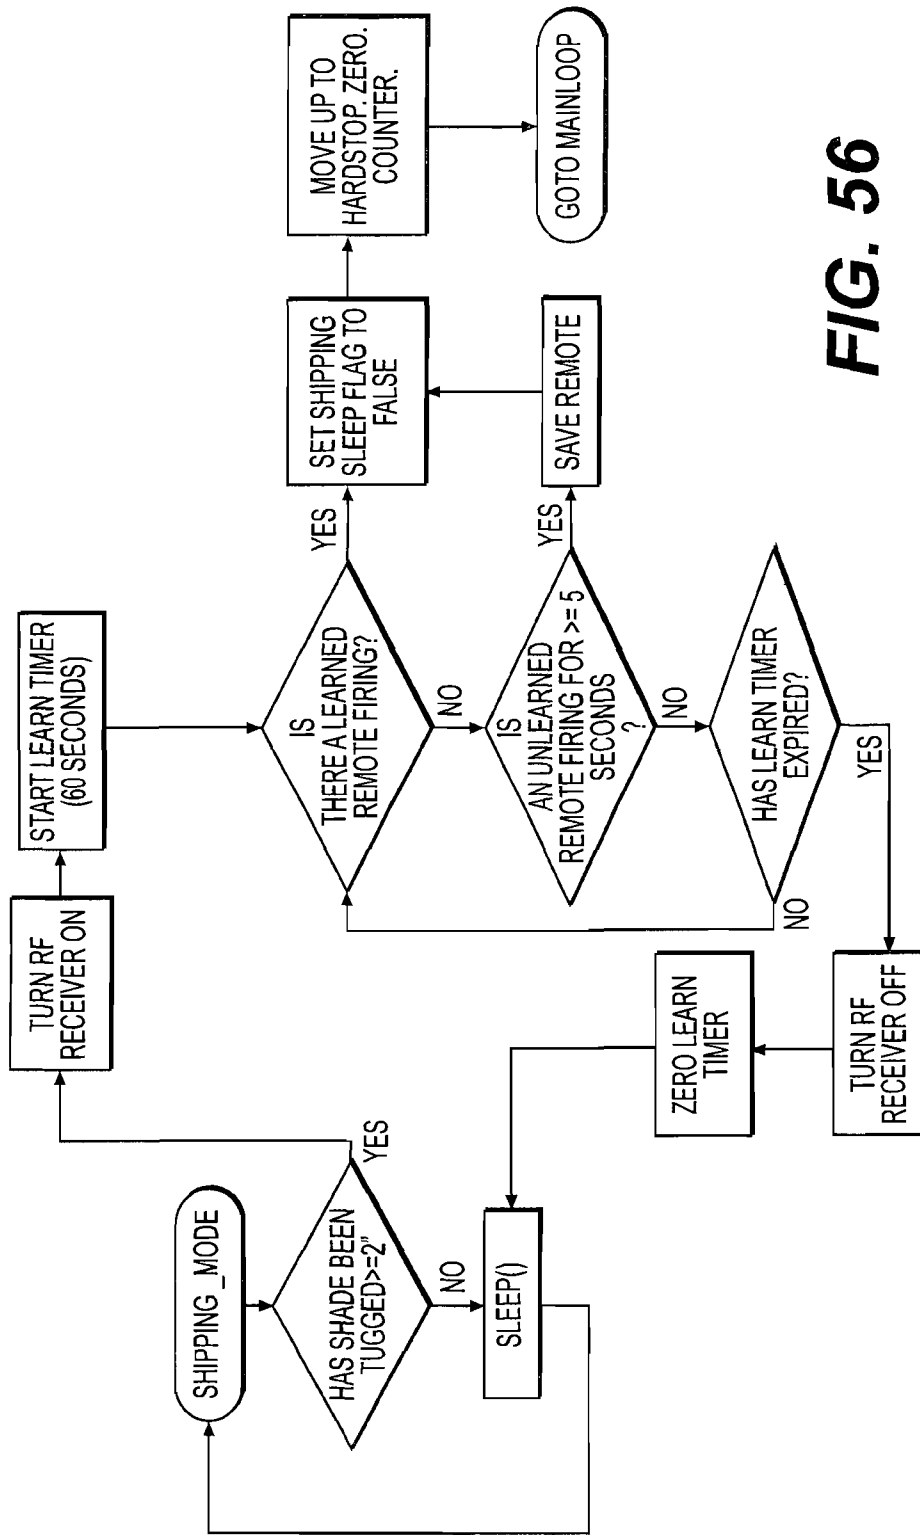 SHIPPING_MODE
HAS SHADE BEEN
TUGGED>=2"
YES
NO
SLEEP()
TURN RF
RECEIVER ON
START LEARN TIMER
(60 SECONDS)
IS
THERE A LEARNED
REMOTE FIRING?
YES
NO
SET SHIPPING
SLEEP FLAG TO
FALSE
MOVE UP TO
HARDSTOP. ZERO.
COUNTER.
GOTO MAINLOOP
IS
AN UNLEARNED
REMOTE FIRING FOR >= 5
SECONDS
?
YES
NO
SAVE REMOTE
HAS LEARN TIMER
EXPIRED?
NO
YES
TURN RF
RECEIVER OFF
ZERO LEARN
TIMER
FIG. 56